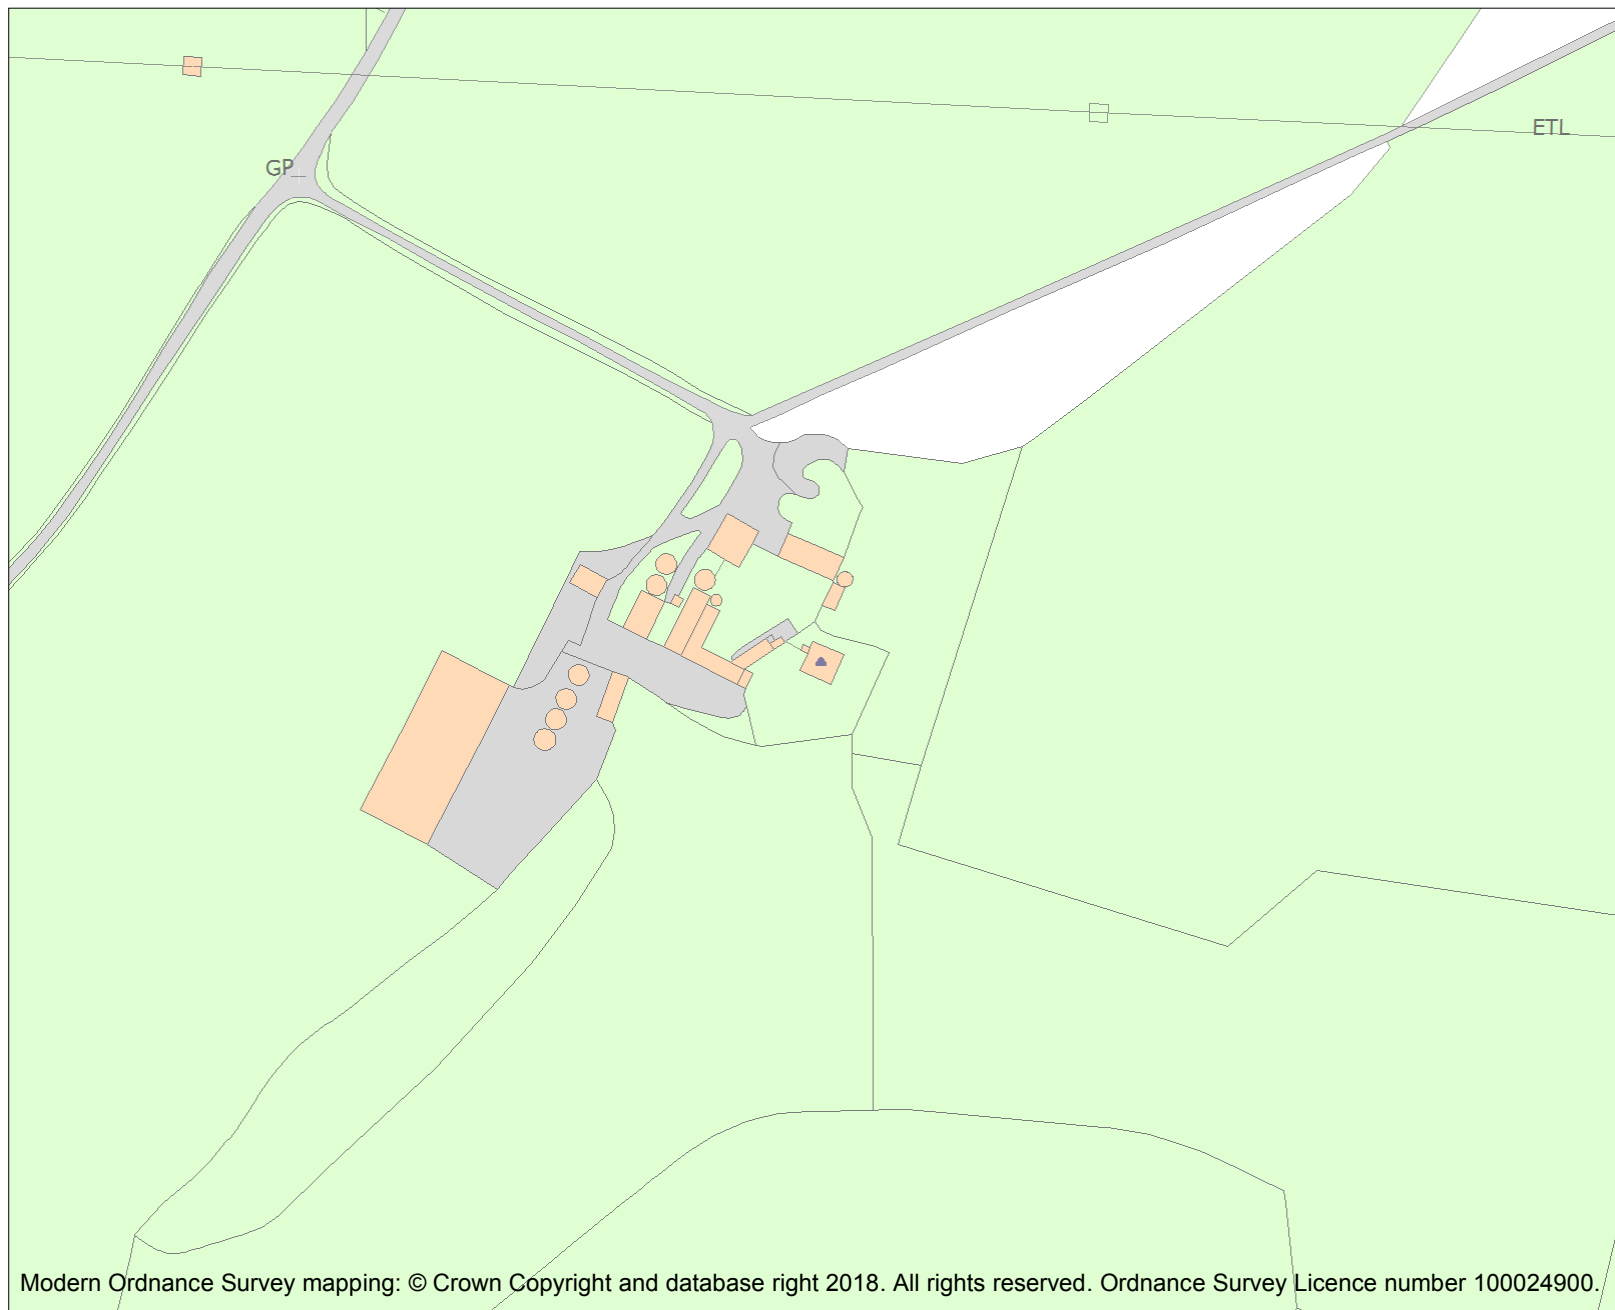 ETL
GP_
Modern Ordnance Survey mapping: © Crown Copyright and database right 2018. All rights reserved. Ordnance Survey Licence number 100024900.